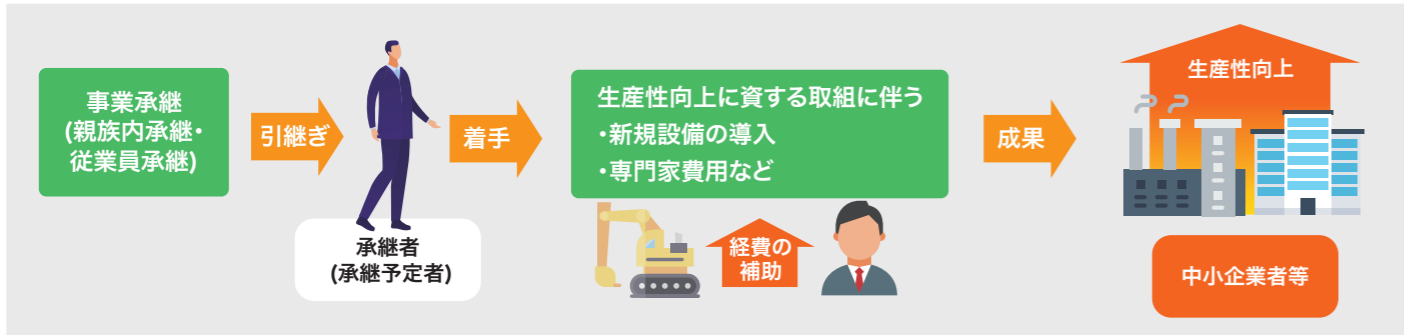 事業承継
(親族内承継・
従業員承継)
引継ぎ
承継者
(承継予定者)
着手
生産性向上に資する取組に伴う
・新規設備の導入
・専門家費用など
経費の
補助
成果
生産性向上
中小企業者等